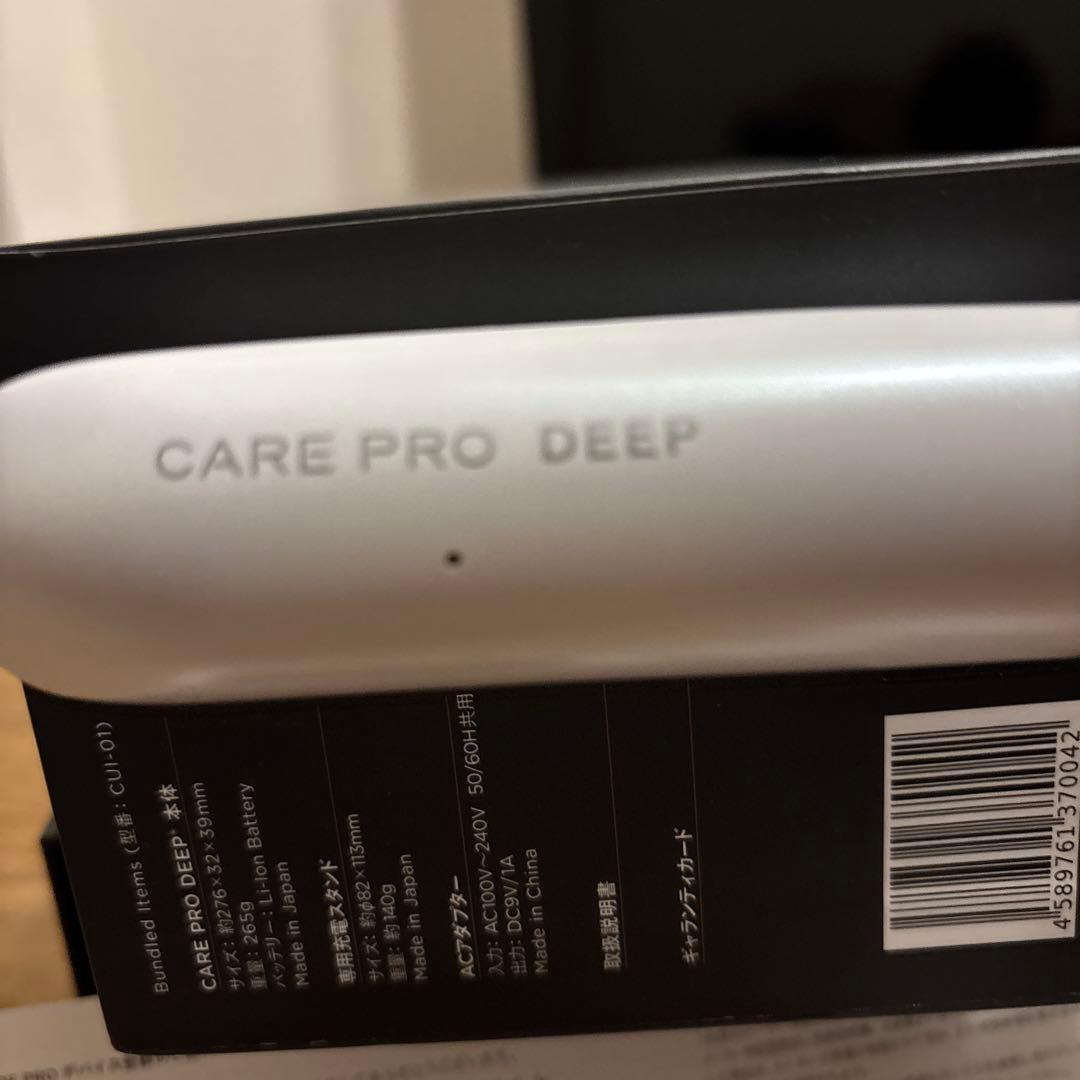 CARE PRO DEEP
Bundled Items (型番：CUI-01)
CARE PRO DEEP+ 本体
サイズ：約276×32×39mm
重量：265g
バッテリー：Li-Ion Battery
Made in Japan
専用充電スタンド
サイズ：約φ82×113mm
重量：約140g
Made in Japan
ACアダプター
入力：AC100V～240V 50/60H共用
出力：DC9V/1A
Made in China
取扱説明書
ギャランティカード
4 589761 370042